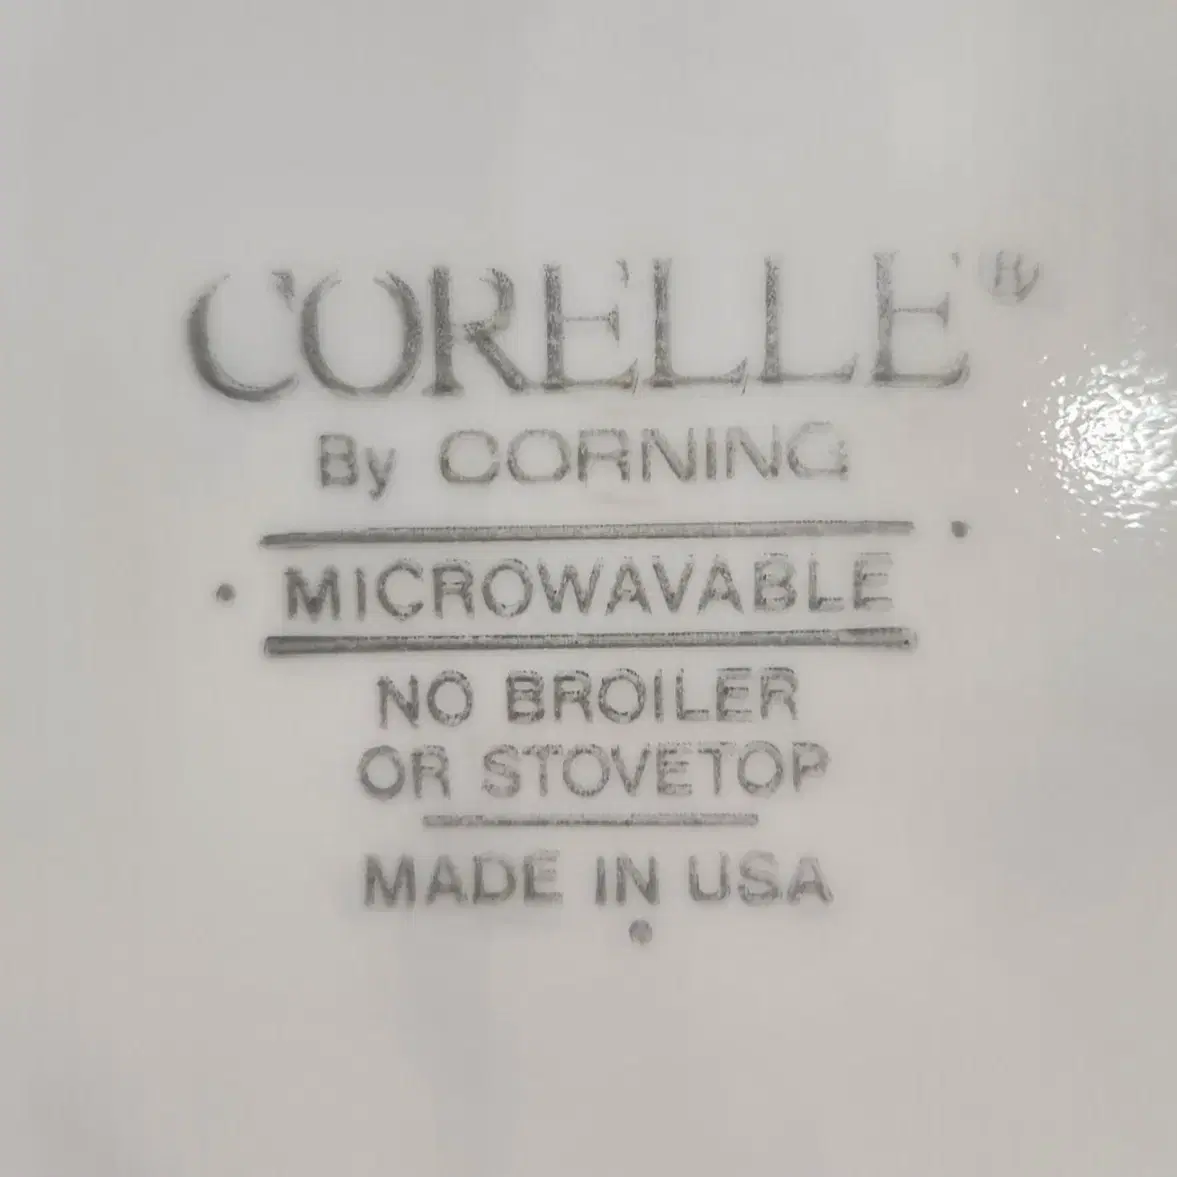 CORELLE®
By CORNING
MICROWAVABLE
NO BROILER
OR STOVETOP
MADE IN USA